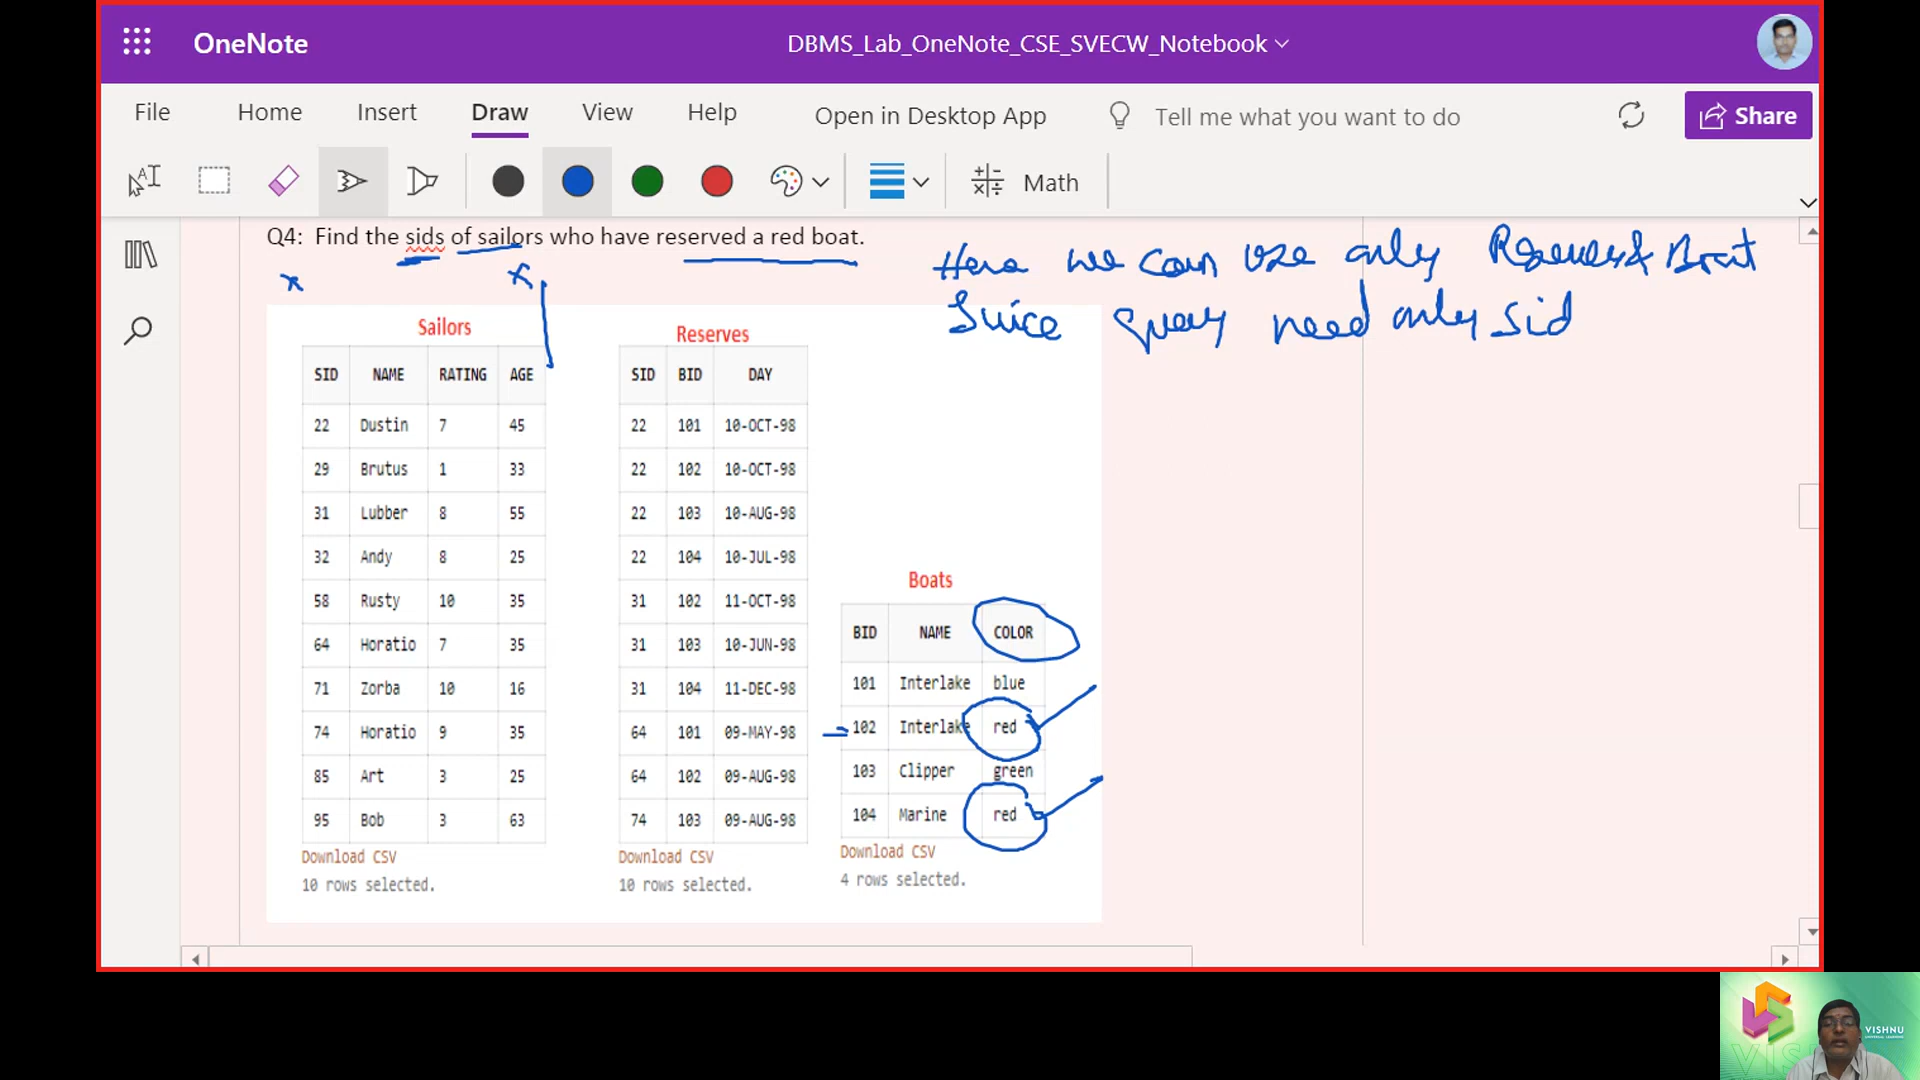 OneNote
DBMS_Lab_OneNote_CSE_SVECW_Notebook
File Home Insert Draw View Help Open in Desktop App Tell me what you want to do Share
Math
Q4: Find the sids of sailors who have reserved a red boat.
Here we can use only Reserves & Boat
Since query need only sid
Sailors
SID NAME RATING AGE
22 Dustin 7 45
29 Brutus 1 33
31 Lubber 8 55
32 Andy 8 25
58 Rusty 10 35
64 Horatio 7 35
71 Zorba 10 16
74 Horatio 9 35
85 Art 3 25
95 Bob 3 63
Download CSV
10 rows selected.
Reserves
SID BID DAY
22 101 10-OCT-98
22 102 10-OCT-98
22 103 10-AUG-98
22 104 10-JUL-98
31 102 11-OCT-98
31 103 10-JUN-98
31 104 11-DEC-98
64 101 09-MAY-98
64 102 09-AUG-98
74 103 09-AUG-98
Download CSV
10 rows selected.
Boats
BID NAME COLOR
101 Interlake blue
102 Interlake red
103 Clipper green
104 Marine red
Download CSV
4 rows selected.
VISHNU
UNIVERSAL LEARNING